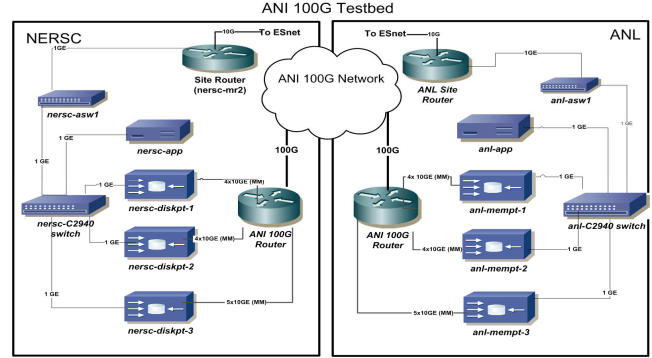 ANI 100G Testbed
NERSC
10G
To ESnet
1GE
Site Router
(nersc-mr2)
nersc-asw1
1 GE
nersc-app
1 GE
1 GE
4x10GE (MM)
nersc-diskpt-1
nersc-C2940
switch
1 GE
4x10GE (MM)
nersc-diskpt-2
ANI 100G
Router
1 GE
5x10GE (MM)
nersc-diskpt-3
ANI 100G Network
100G
100G
ANL
To ESnet
10G
1GE
ANL Site
Router
anl-asw1
1 GE
anl-app
1 GE
4x 10GE (MM)
1 GE
anl-mempt-1
anl-C2940 switch
ANI 100G
Router
4x10GE (MM)
1 GE
anl-mempt-2
1 GE
5x10GE (MM)
anl-mempt-3